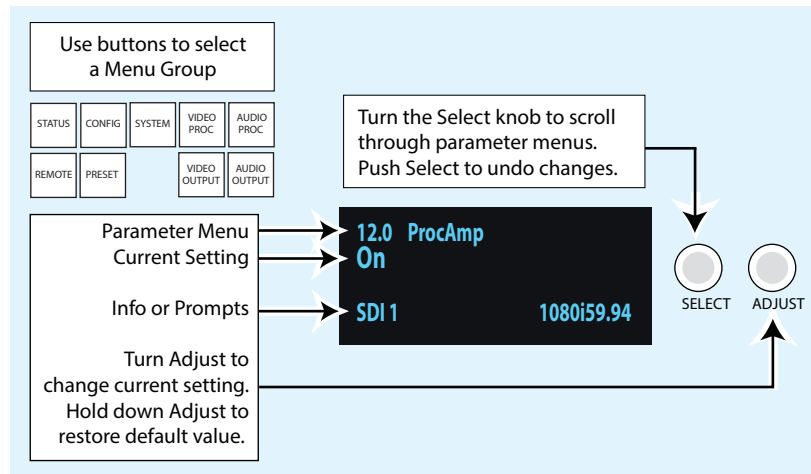 Use buttons to select
a Menu Group
STATUS
CONFIG
SYSTEM
VIDEO
PROC
AUDIO
PROC
REMOTE
PRESET
VIDEO
OUTPUT
AUDIO
OUTPUT
Turn the Select knob to scroll
through parameter menus.
Push Select to undo changes.
Parameter Menu
Current Setting
Info or Prompts
Turn Adjust to
change current setting.
Hold down Adjust to
restore default value.
12.0 ProcAmp
On
SDI 1 1080i59.94
SELECT
ADJUST